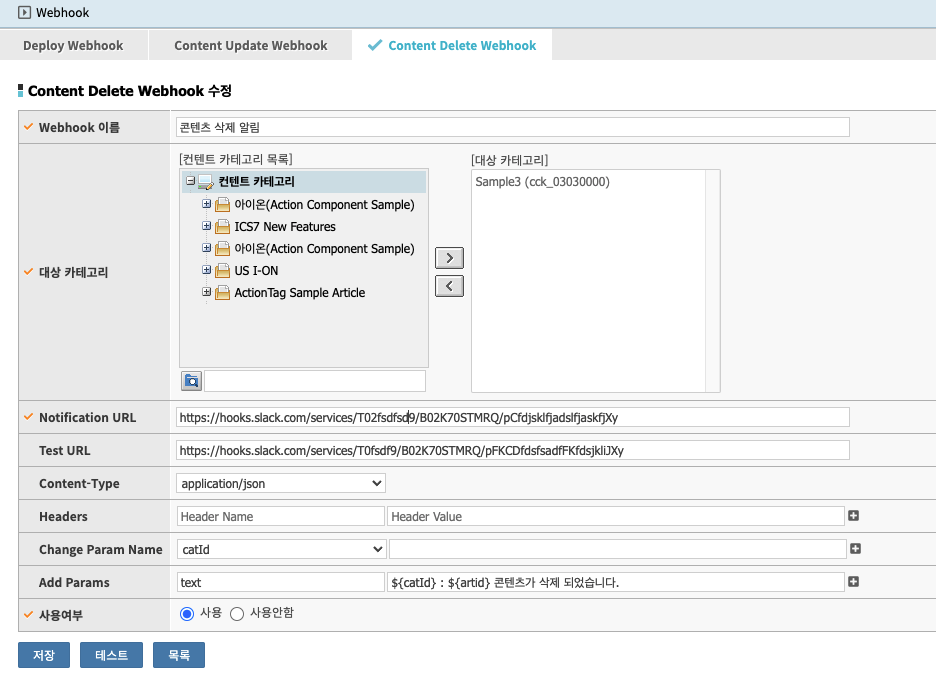 Webhook
Deploy Webhook Content Update Webhook Content Delete Webhook
Content Delete Webhook 수정
Webhook 이름 콘텐츠 삭제 알림
[컨텐트 카테고리 목록] [대상 카테고리]
컨텐트 카테고리 Sample3 (cck_03030000)
아이온(Action Component Sample)
ICS7 New Features
아이온(Action Component Sample)
대상 카테고리 US I-ON
ActionTag Sample Article
Notification URL https://hooks.slack.com/services/T02fsdfsd9/B02K70STMRQ/pCfdjsklfjadslfjaskfjXy
Test URL https://hooks.slack.com/services/T0fsdf9/B02K70STMRQ/pFKCDfdsfsadfFKfdsjkliJXy
Content-Type application/json
Headers Header Name Header Value
Change Param Name catId
Add Params text ${catId} : ${artid} 콘텐츠가 삭제 되었습니다.
사용여부 사용 사용안함
저장 테스트 목록